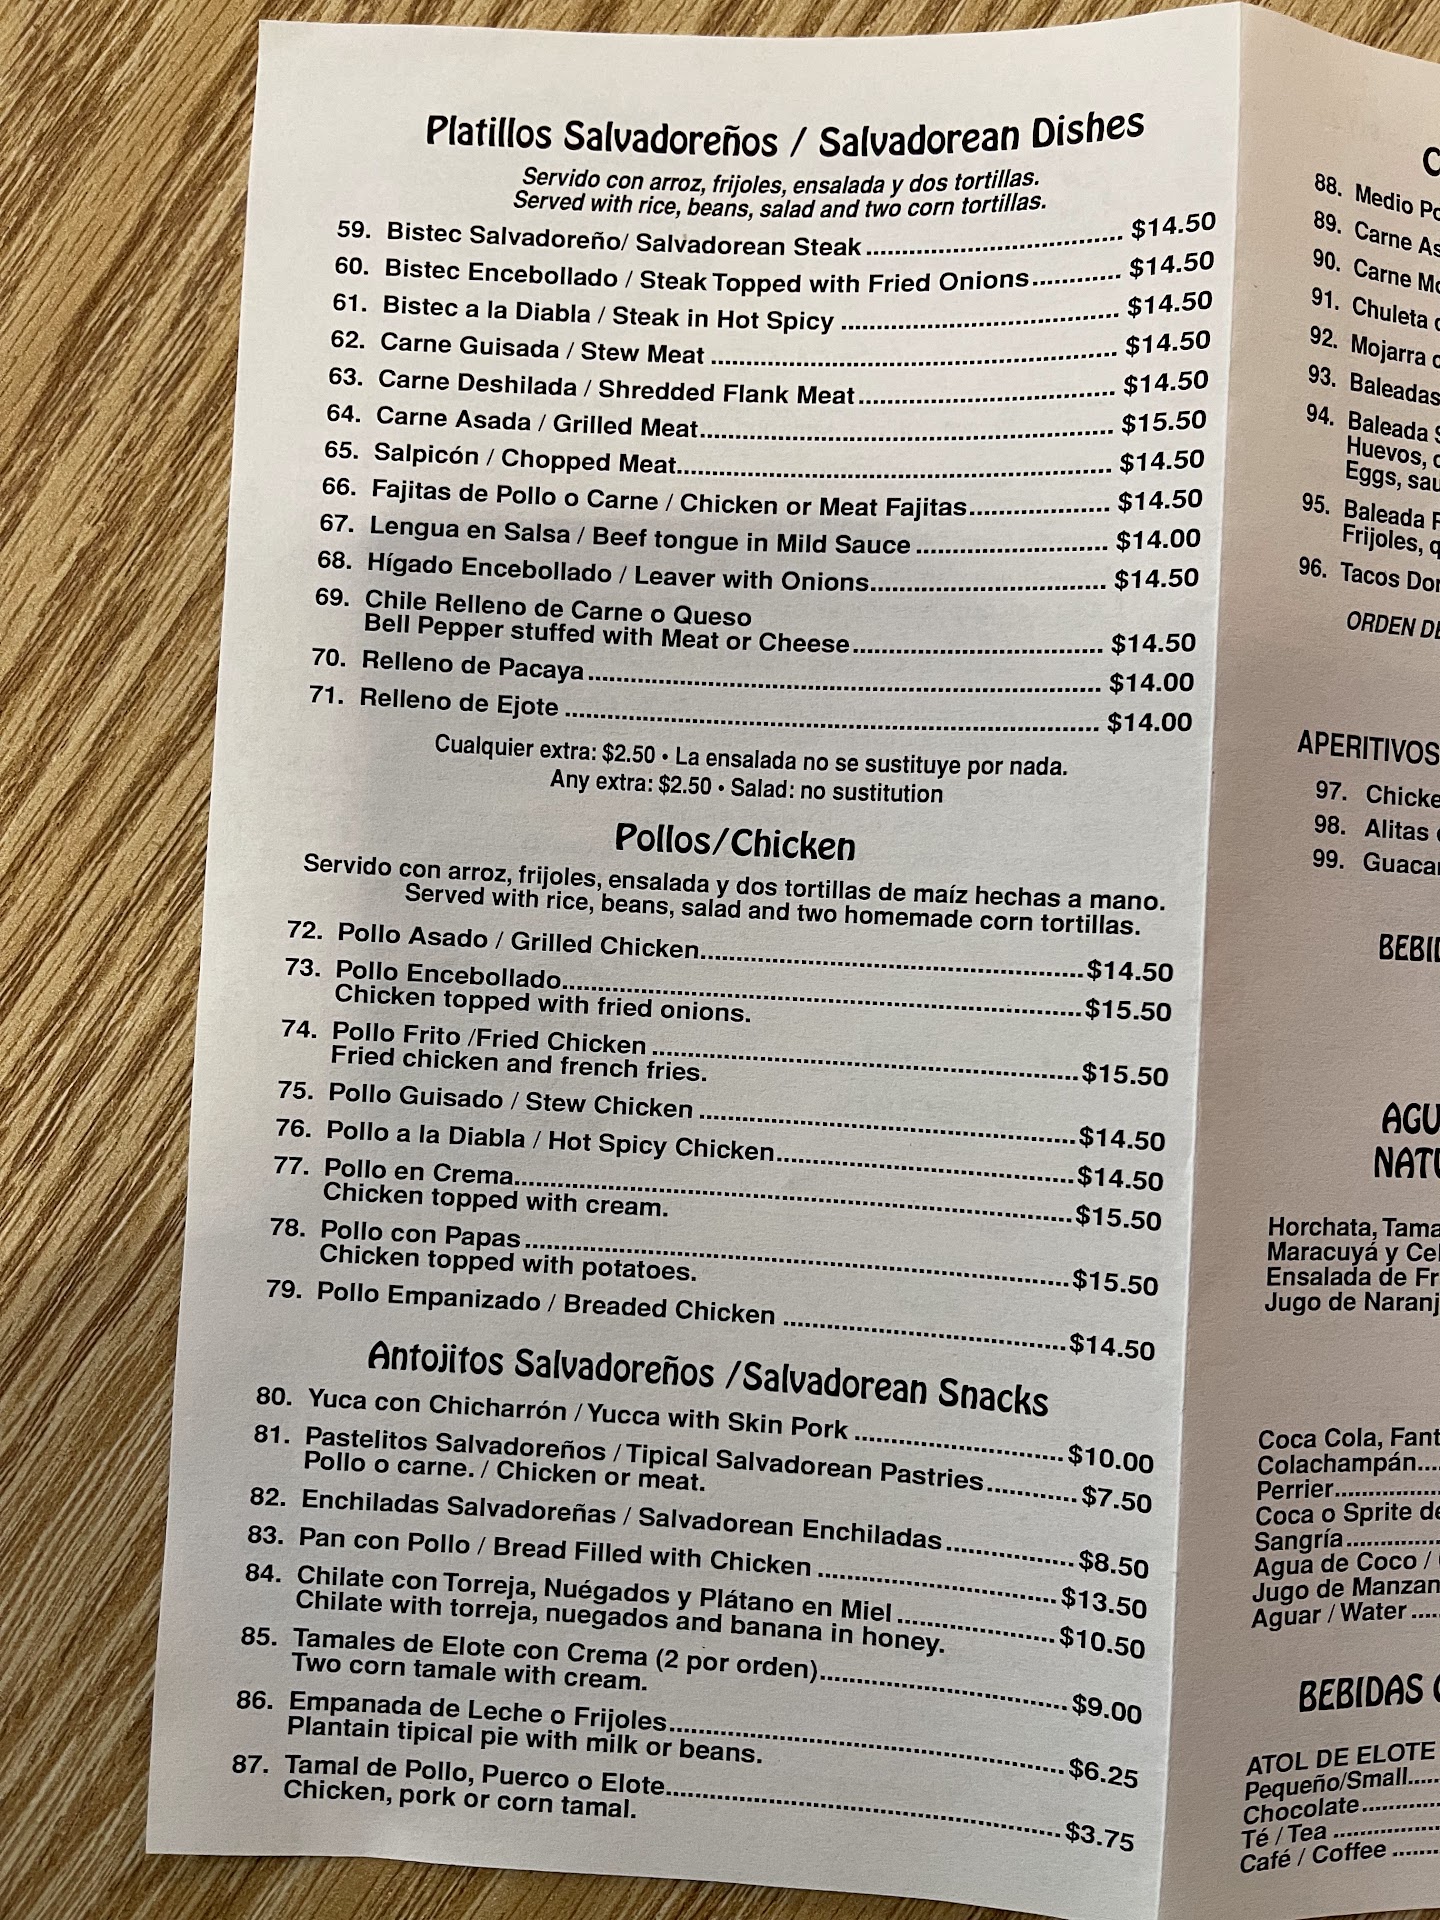 Platillos Salvadoreños / Salvadorean Dishes
Servido con arroz, frijoles, ensalada y dos tortillas.
Served with rice, beans, salad and two corn tortillas.
59. Bistec Salvadoreño/ Salvadorean Steak ........ $14.50
60. Bistec Encebollado / Steak Topped with Fried Onions........ $14.50
61. Bistec a la Diabla / Steak in Hot Spicy ........ $14.50
62. Carne Guisada / Stew Meat ........ $14.50
63. Carne Deshilada / Shredded Flank Meat ........ $14.50
64. Carne Asada / Grilled Meat........ $15.50
65. Salpicón / Chopped Meat........ $14.50
66. Fajitas de Pollo o Carne / Chicken or Meat Fajitas........ $14.50
67. Lengua en Salsa / Beef tongue in Mild Sauce ........ $14.00
68. Hígado Encebollado / Leaver with Onions........ $14.50
69. Chile Relleno de Carne o Queso
Bell Pepper stuffed with Meat or Cheese........ $14.50
70. Relleno de Pacaya ........ $14.00
71. Relleno de Ejote ........ $14.00
Cualquier extra: $2.50 • La ensalada no se sustituye por nada.
Any extra: $2.50 • Salad: no sustitution
Pollos/Chicken
Servido con arroz, frijoles, ensalada y dos tortillas de maíz hechas a mano.
Served with rice, beans, salad and two homemade corn tortillas.
72. Pollo Asado / Grilled Chicken........$14.50
73. Pollo Encebollado........$15.50
Chicken topped with fried onions.
74. Pollo Frito /Fried Chicken ........$15.50
Fried chicken and french fries.
75. Pollo Guisado / Stew Chicken ........$14.50
76. Pollo a la Diabla / Hot Spicy Chicken........$14.50
77. Pollo en Crema........$15.50
Chicken topped with cream.
78. Pollo con Papas ........$15.50
Chicken topped with potatoes.
79. Pollo Empanizado / Breaded Chicken ........$14.50
Antojitos Salvadoreños /Salvadorean Snacks
80. Yuca con Chicharrón / Yucca with Skin Pork ........$10.00
81. Pastelitos Salvadoreños / Tipical Salvadorean Pastries........$7.50
Pollo o carne. / Chicken or meat.
82. Enchiladas Salvadoreñas / Salvadorean Enchiladas........$8.50
83. Pan con Pollo / Bread Filled with Chicken ........$13.50
84. Chilate con Torreja, Nuégados y Plátano en Miel ........$10.50
Chilate with torreja, nuegados and banana in honey.
85. Tamales de Elote con Crema (2 por orden)........$9.00
Two corn tamale with cream.
86. Empanada de Leche o Frijoles........$6.25
Plantain tipical pie with milk or beans.
87. Tamal de Pollo, Puerco o Elote........$3.75
Chicken, pork or corn tamal.
88. Medio
89. Carne
90. Carne
91. Chuleta
92. Mojarra
93. Baleadas
94. Baleada
Huevos,
Eggs,
95. Baleada
Frijoles,
96. Tacos
ORDEN
APERITIVOS
97.
98. Alitas
99.
Horchata,
Maracuyá y
Ensalada de
Jugo de
Coca Cola,
Colachampán....
Perrier........
Coca o Sprite
Sangría........
Agua de Coco /
Jugo de
Aguar / Water ....
BEBIDAS
ATOL DE ELOTE
Pequeño/Small....
Chocolate........
Té / Tea ........
Café / Coffee ........